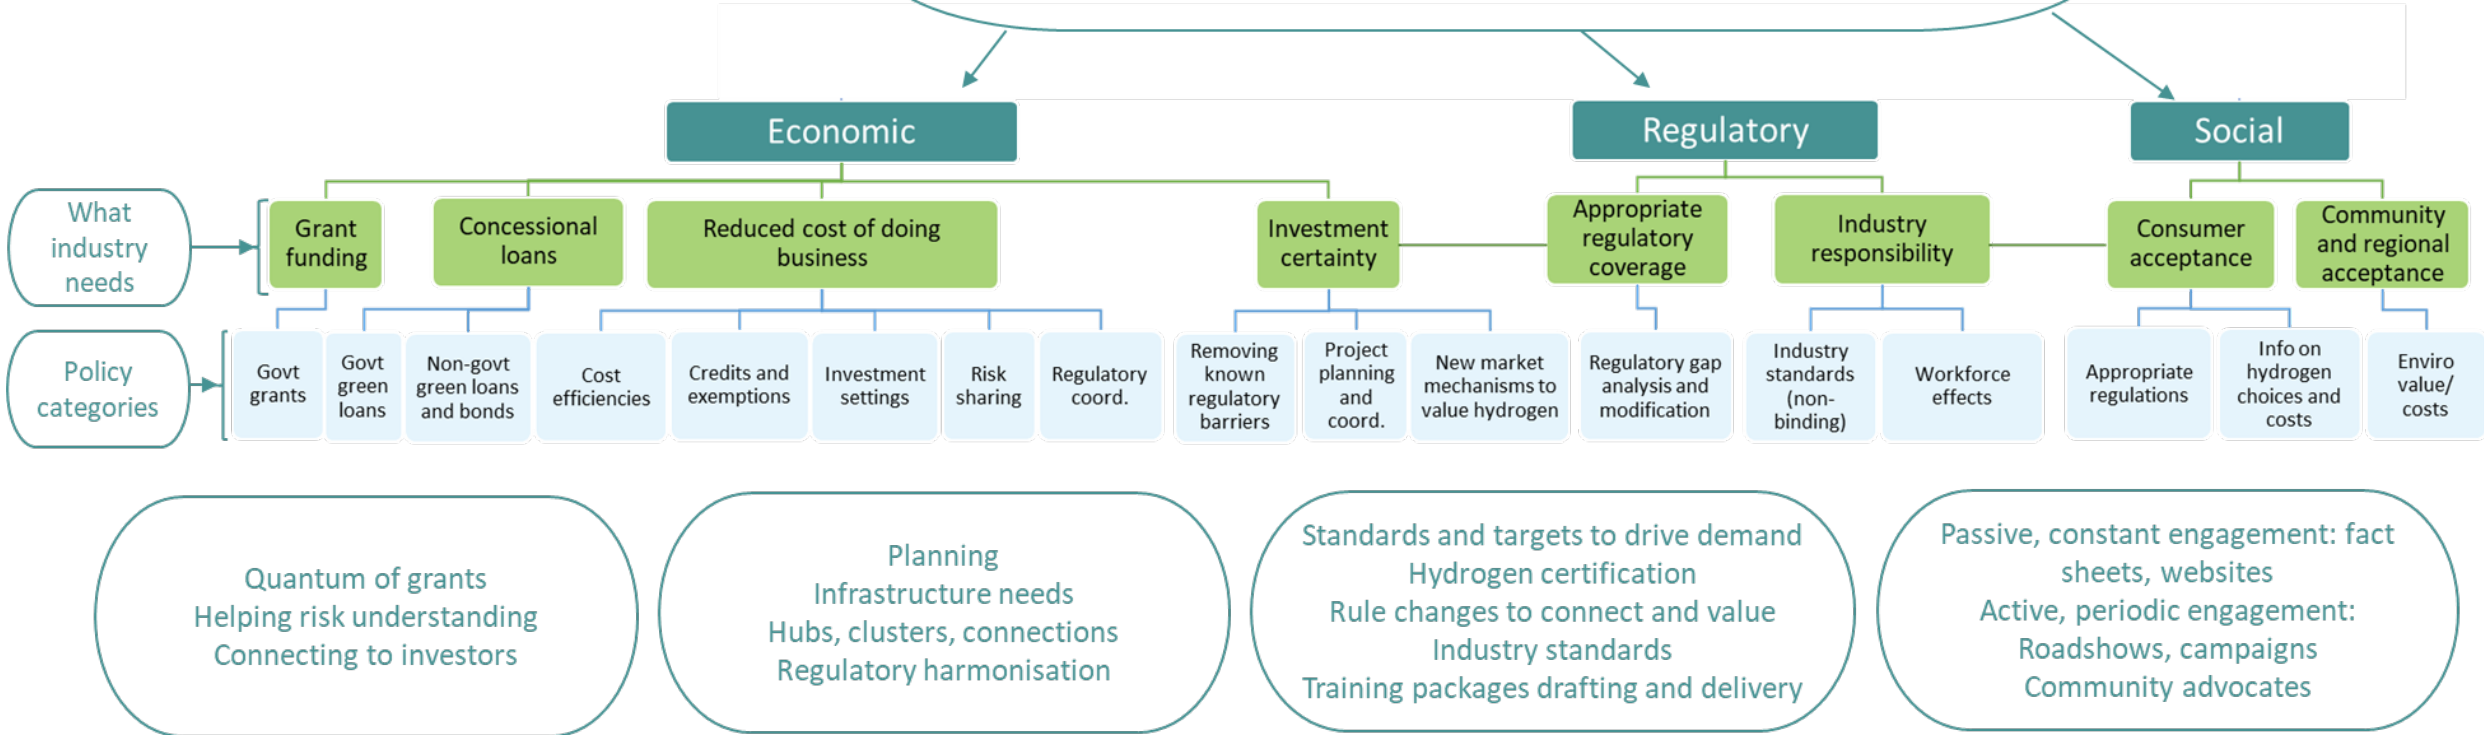 Economic
Regulatory
Social
What
industry
needs
Grant
funding
Concessional
loans
Reduced cost of doing
business
Investment
certainty
Appropriate
regulatory
coverage
Industry
responsibility
Consumer
acceptance
Community
and regional
acceptance
Policy
categories
Govt
grants
Govt
green
loans
Non-govt
green loans
and bonds
Cost
efficiencies
Credits and
exemptions
Investment
settings
Risk
sharing
Regulatory
coord.
Removing
known
regulatory
barriers
Project
planning
and
coord.
New market
mechanisms to
value hydrogen
Regulatory gap
analysis and
modification
Industry
standards
(non-
binding)
Workforce
effects
Appropriate
regulations
Info on
hydrogen
choices and
costs
Enviro
value/
costs
Quantum of grants
Helping risk understanding
Connecting to investors
Planning
Infrastructure needs
Hubs, clusters, connections
Regulatory harmonisation
Standards and targets to drive demand
Hydrogen certification
Rule changes to connect and value
Industry standards
Training packages drafting and delivery
Passive, constant engagement: fact
sheets, websites
Active, periodic engagement:
Roadshows, campaigns
Community advocates